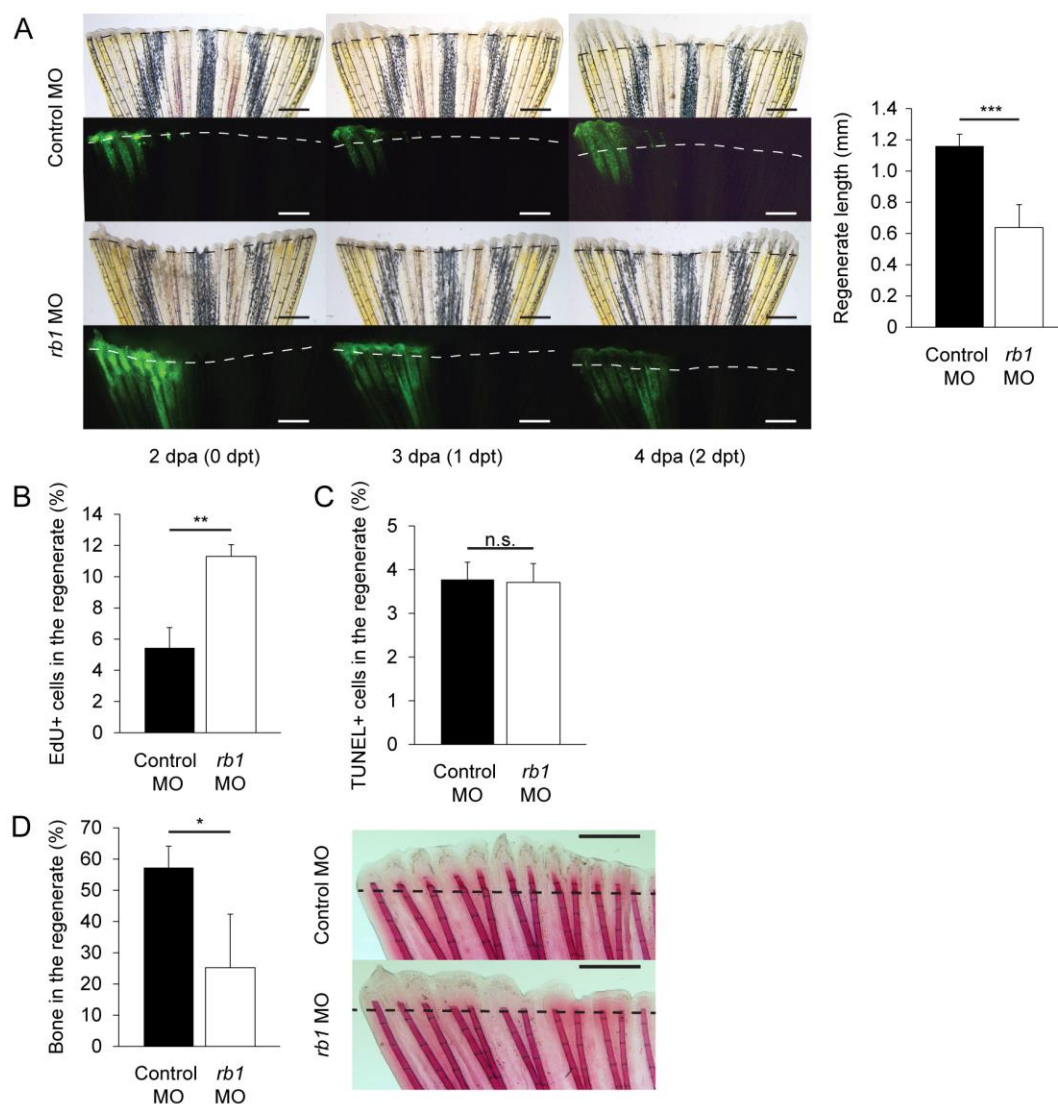 A
Control MO
rb1 MO
2 dpa (0 dpt)
3 dpa (1 dpt)
4 dpa (2 dpt)
Regenerate length (mm)
1.4
1.2
1.0
0.8
0.6
0.4
0.2
0
***
Control
MO
rb1
MO
B
EdU+ cells in the regenerate (%)
14
12
10
8
6
4
2
0
**
Control
MO
rb1
MO
C
TUNEL+ cells in the regenerate (%)
5
4
3
2
1
0
n.s.
Control
MO
rb1
MO
D
Bone in the regenerate (%)
70
60
50
40
30
20
10
0
*
Control
MO
rb1
MO
Control MO
rb1 MO